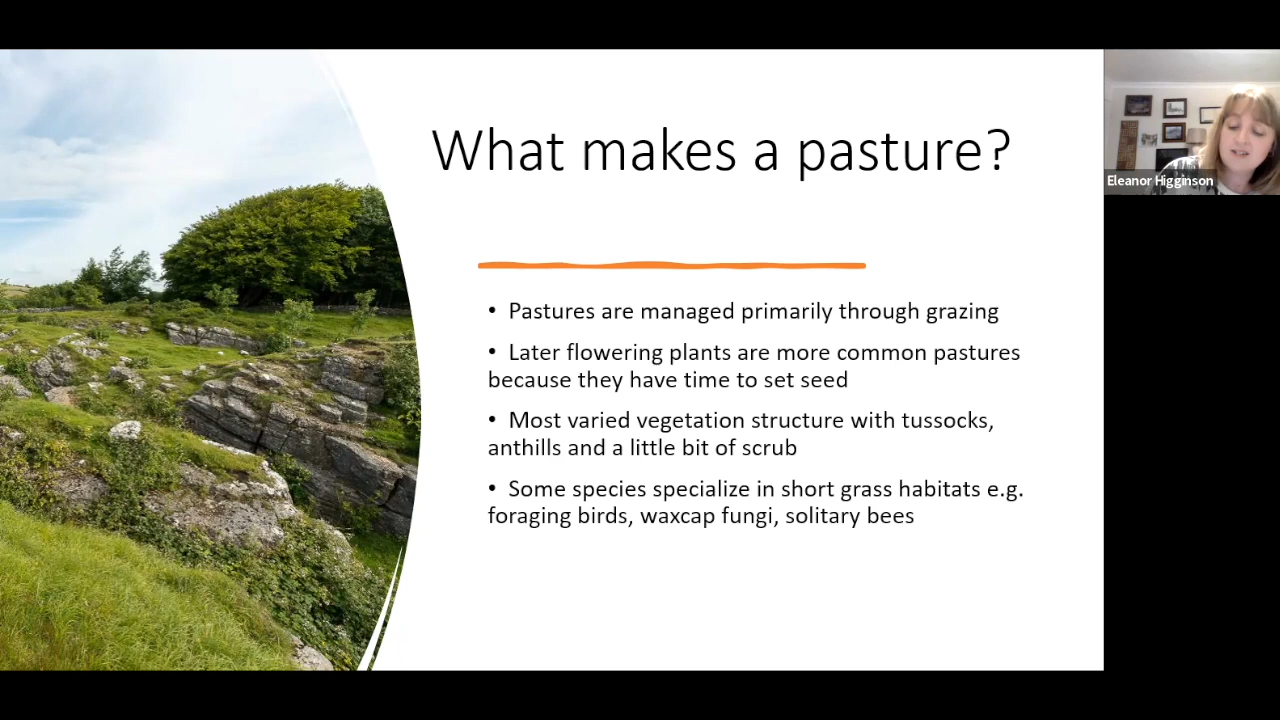 What makes a pasture?
Eleanor Higginson
• Pastures are managed primarily through grazing
• Later flowering plants are more common pastures
because they have time to set seed
• Most varied vegetation structure with tussocks,
anthills and a little bit of scrub
• Some species specialize in short grass habitats e.g.
foraging birds, waxcap fungi, solitary bees